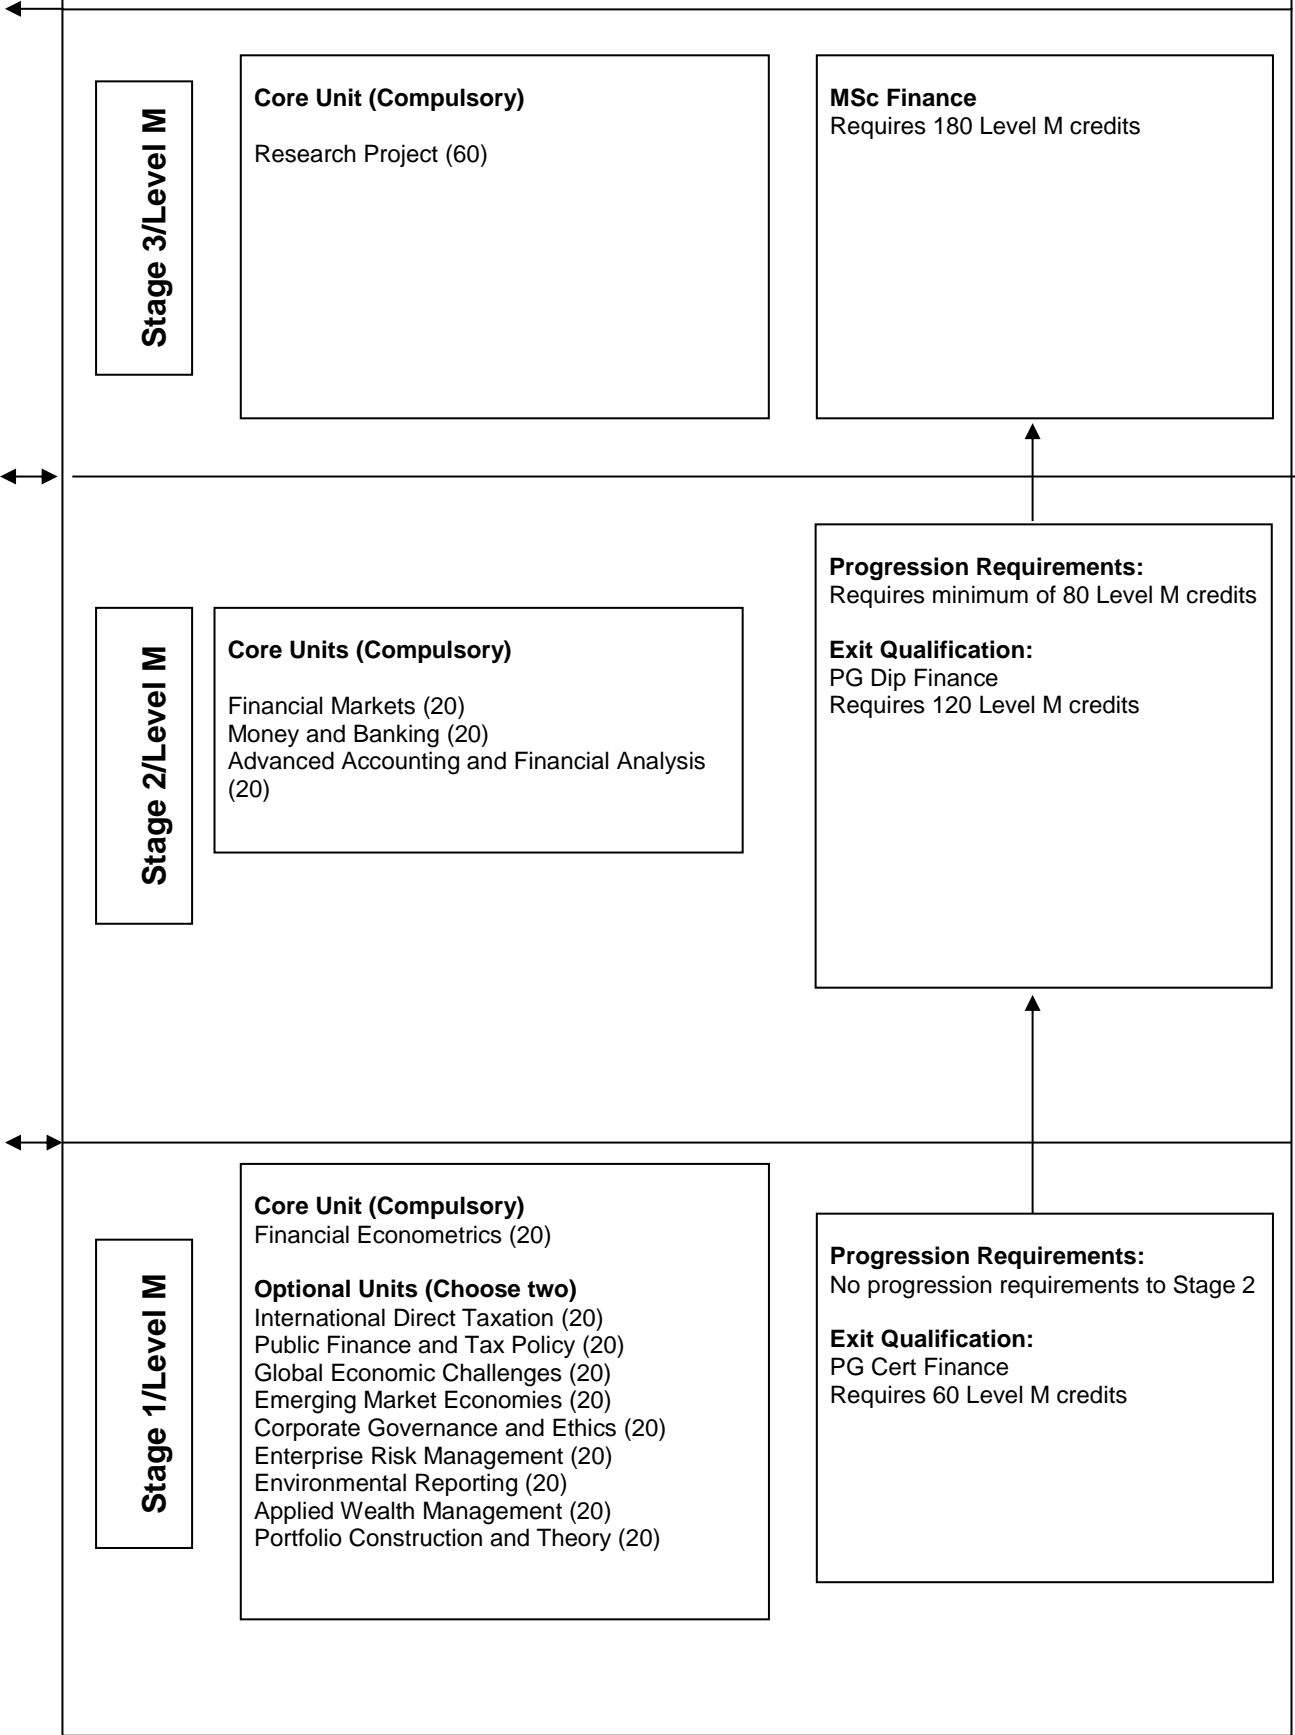 Stage 3/Level M
Core Unit (Compulsory)
Research Project (60)
MSc Finance
Requires 180 Level M credits
Stage 2/Level M
Core Units (Compulsory)
Financial Markets (20)
Money and Banking (20)
Advanced Accounting and Financial Analysis
(20)
Progression Requirements:
Requires minimum of 80 Level M credits
Exit Qualification:
PG Dip Finance
Requires 120 Level M credits
Stage 1/Level M
Core Unit (Compulsory)
Financial Econometrics (20)
Optional Units (Choose two)
International Direct Taxation (20)
Public Finance and Tax Policy (20)
Global Economic Challenges (20)
Emerging Market Economies (20)
Corporate Governance and Ethics (20)
Enterprise Risk Management (20)
Environmental Reporting (20)
Applied Wealth Management (20)
Portfolio Construction and Theory (20)
Progression Requirements:
No progression requirements to Stage 2
Exit Qualification:
PG Cert Finance
Requires 60 Level M credits